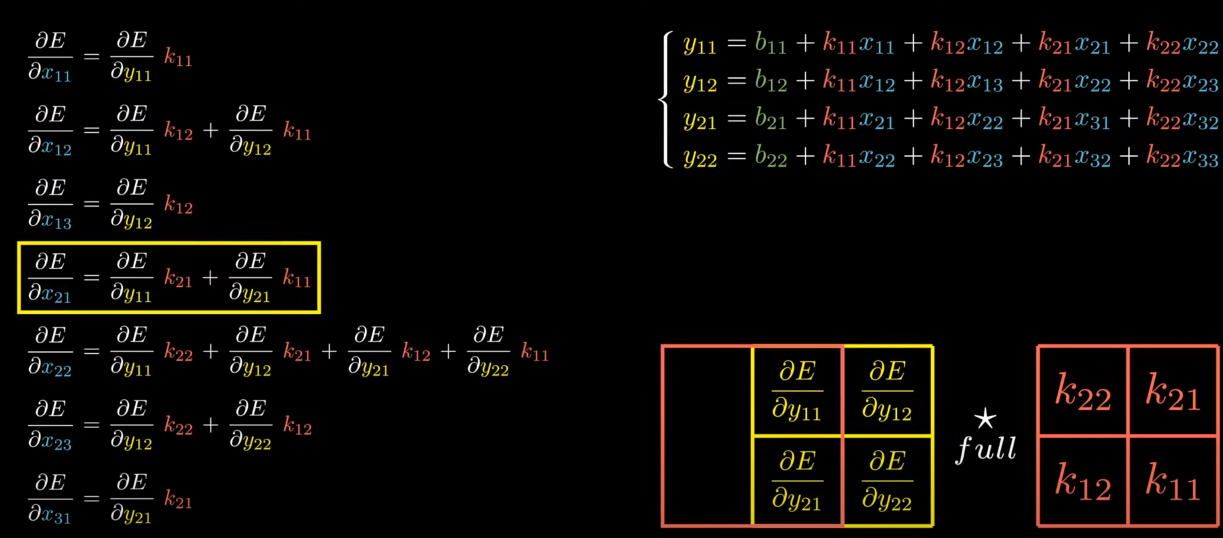 ∂E/∂x₁₁ = ∂E/∂y₁₁ k₁₁
∂E/∂x₁₂ = ∂E/∂y₁₁ k₁₂ + ∂E/∂y₁₂ k₁₁
∂E/∂x₁₃ = ∂E/∂y₁₂ k₁₂
∂E/∂x₂₁ = ∂E/∂y₁₁ k₂₁ + ∂E/∂y₂₁ k₁₁
∂E/∂x₂₂ = ∂E/∂y₁₁ k₂₂ + ∂E/∂y₁₂ k₂₁ + ∂E/∂y₂₁ k₁₂ + ∂E/∂y₂₂ k₁₁
∂E/∂x₂₃ = ∂E/∂y₁₂ k₂₂ + ∂E/∂y₂₂ k₁₂
∂E/∂x₃₁ = ∂E/∂y₂₁ k₂₁
y₁₁ = b₁₁ + k₁₁x₁₁ + k₁₂x₁₂ + k₂₁x₂₁ + k₂₂x₂₂
y₁₂ = b₁₂ + k₁₁x₁₂ + k₁₂x₁₃ + k₂₁x₂₂ + k₂₂x₂₃
y₂₁ = b₂₁ + k₁₁x₂₁ + k₁₂x₂₂ + k₂₁x₃₁ + k₂₂x₃₂
y₂₂ = b₂₂ + k₁₁x₂₂ + k₁₂x₂₃ + k₂₁x₃₂ + k₂₂x₃₃
∂E/∂y₁₁ ∂E/∂y₁₂
∂E/∂y₂₁ ∂E/∂y₂₂
⋆
full
k₂₂ k₂₁
k₁₂ k₁₁